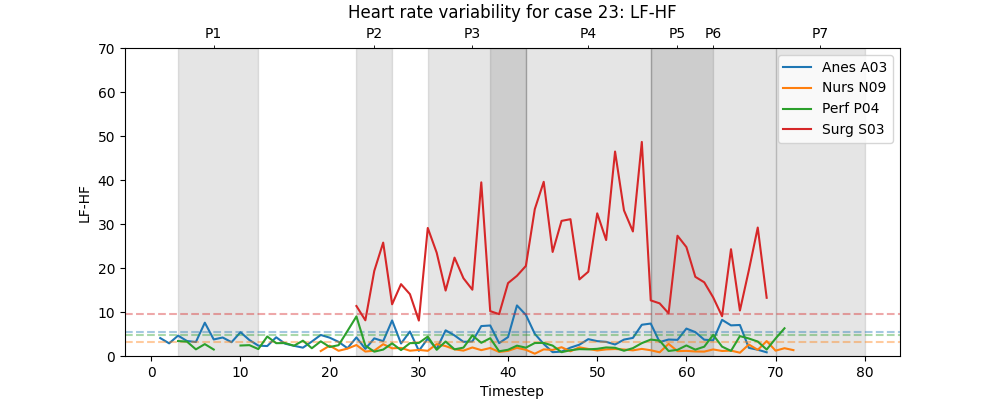 Heart rate variability for case 23: LF-HF
P1 P2 P3 P4 P5 P6 P7
70
60
50
40
30
20
10
0
LF-HF
Anes A03
Nurs N09
Perf P04
Surg S03
0 10 20 30 40 50 60 70 80
Timestep